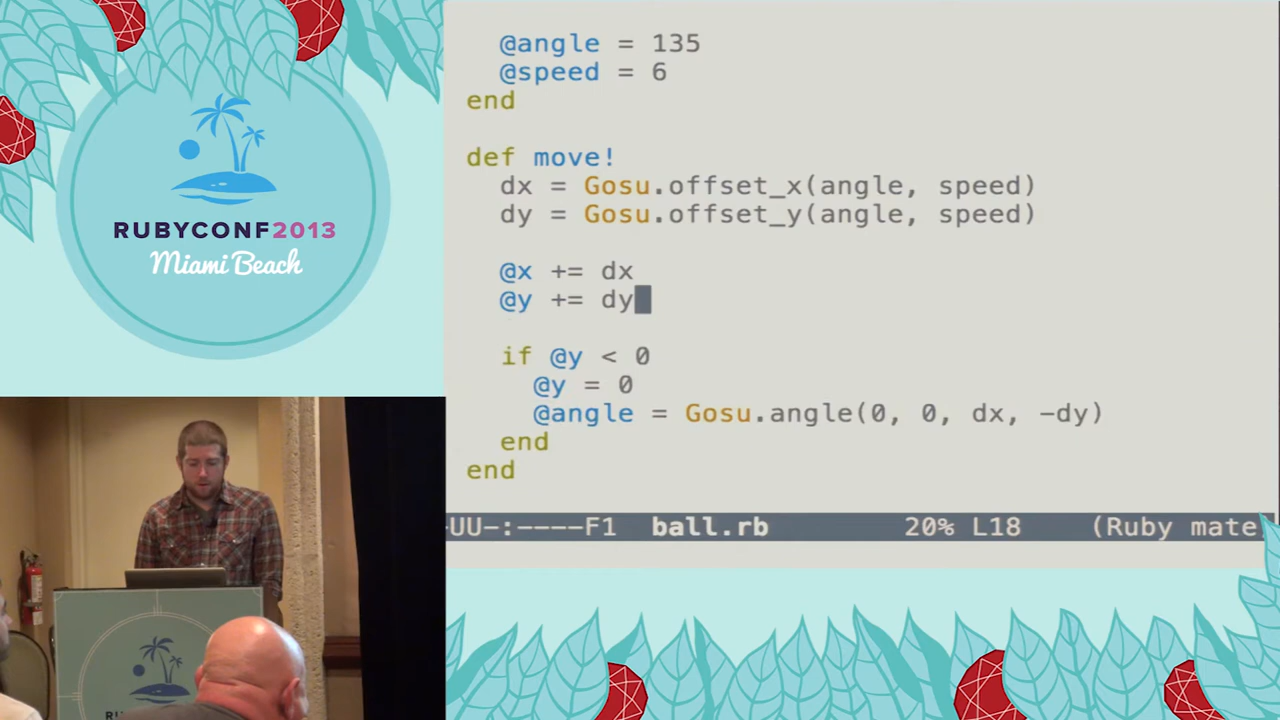 RUBYCONF2013
Miami Beach
@angle = 135
@speed = 6
end
def move!
dx = Gosu.offset_x(angle, speed)
dy = Gosu.offset_y(angle, speed)
@x += dx
@y += dy
if @y < 0
@y = 0
@angle = Gosu.angle(0, 0, dx, -dy)
end
end
-UU-:----F1 ball.rb 20% L18 (Ruby mate